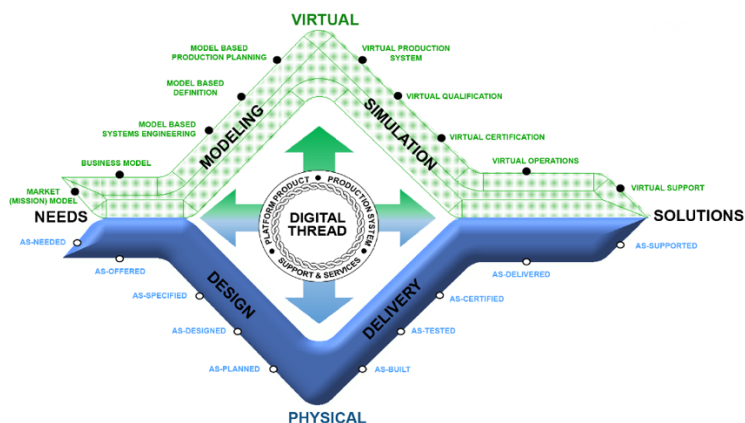 VIRTUAL
MODEL BASED
PRODUCTION PLANNING
VIRTUAL PRODUCTION
SYSTEM
MODEL BASED
DEFINITION
VIRTUAL QUALIFICATION
MODEL BASED
SYSTEMS ENGINEERING
MODELING
SIMULATION
VIRTUAL CERTIFICATION
BUSINESS MODEL
VIRTUAL OPERATIONS
MARKET
(MISSION) MODEL
VIRTUAL SUPPORT
NEEDS
PLATFORM PRODUCT
PRODUCTION SYSTEM
SUPPORT & SERVICES
DIGITAL
THREAD
SOLUTIONS
AS-NEEDED
AS-SUPPORTED
AS-OFFERED
AS-DELIVERED
DESIGN
DELIVERY
AS-SPECIFIED
AS-CERTIFIED
AS-DESIGNED
AS-TESTED
AS-PLANNED
AS-BUILT
PHYSICAL